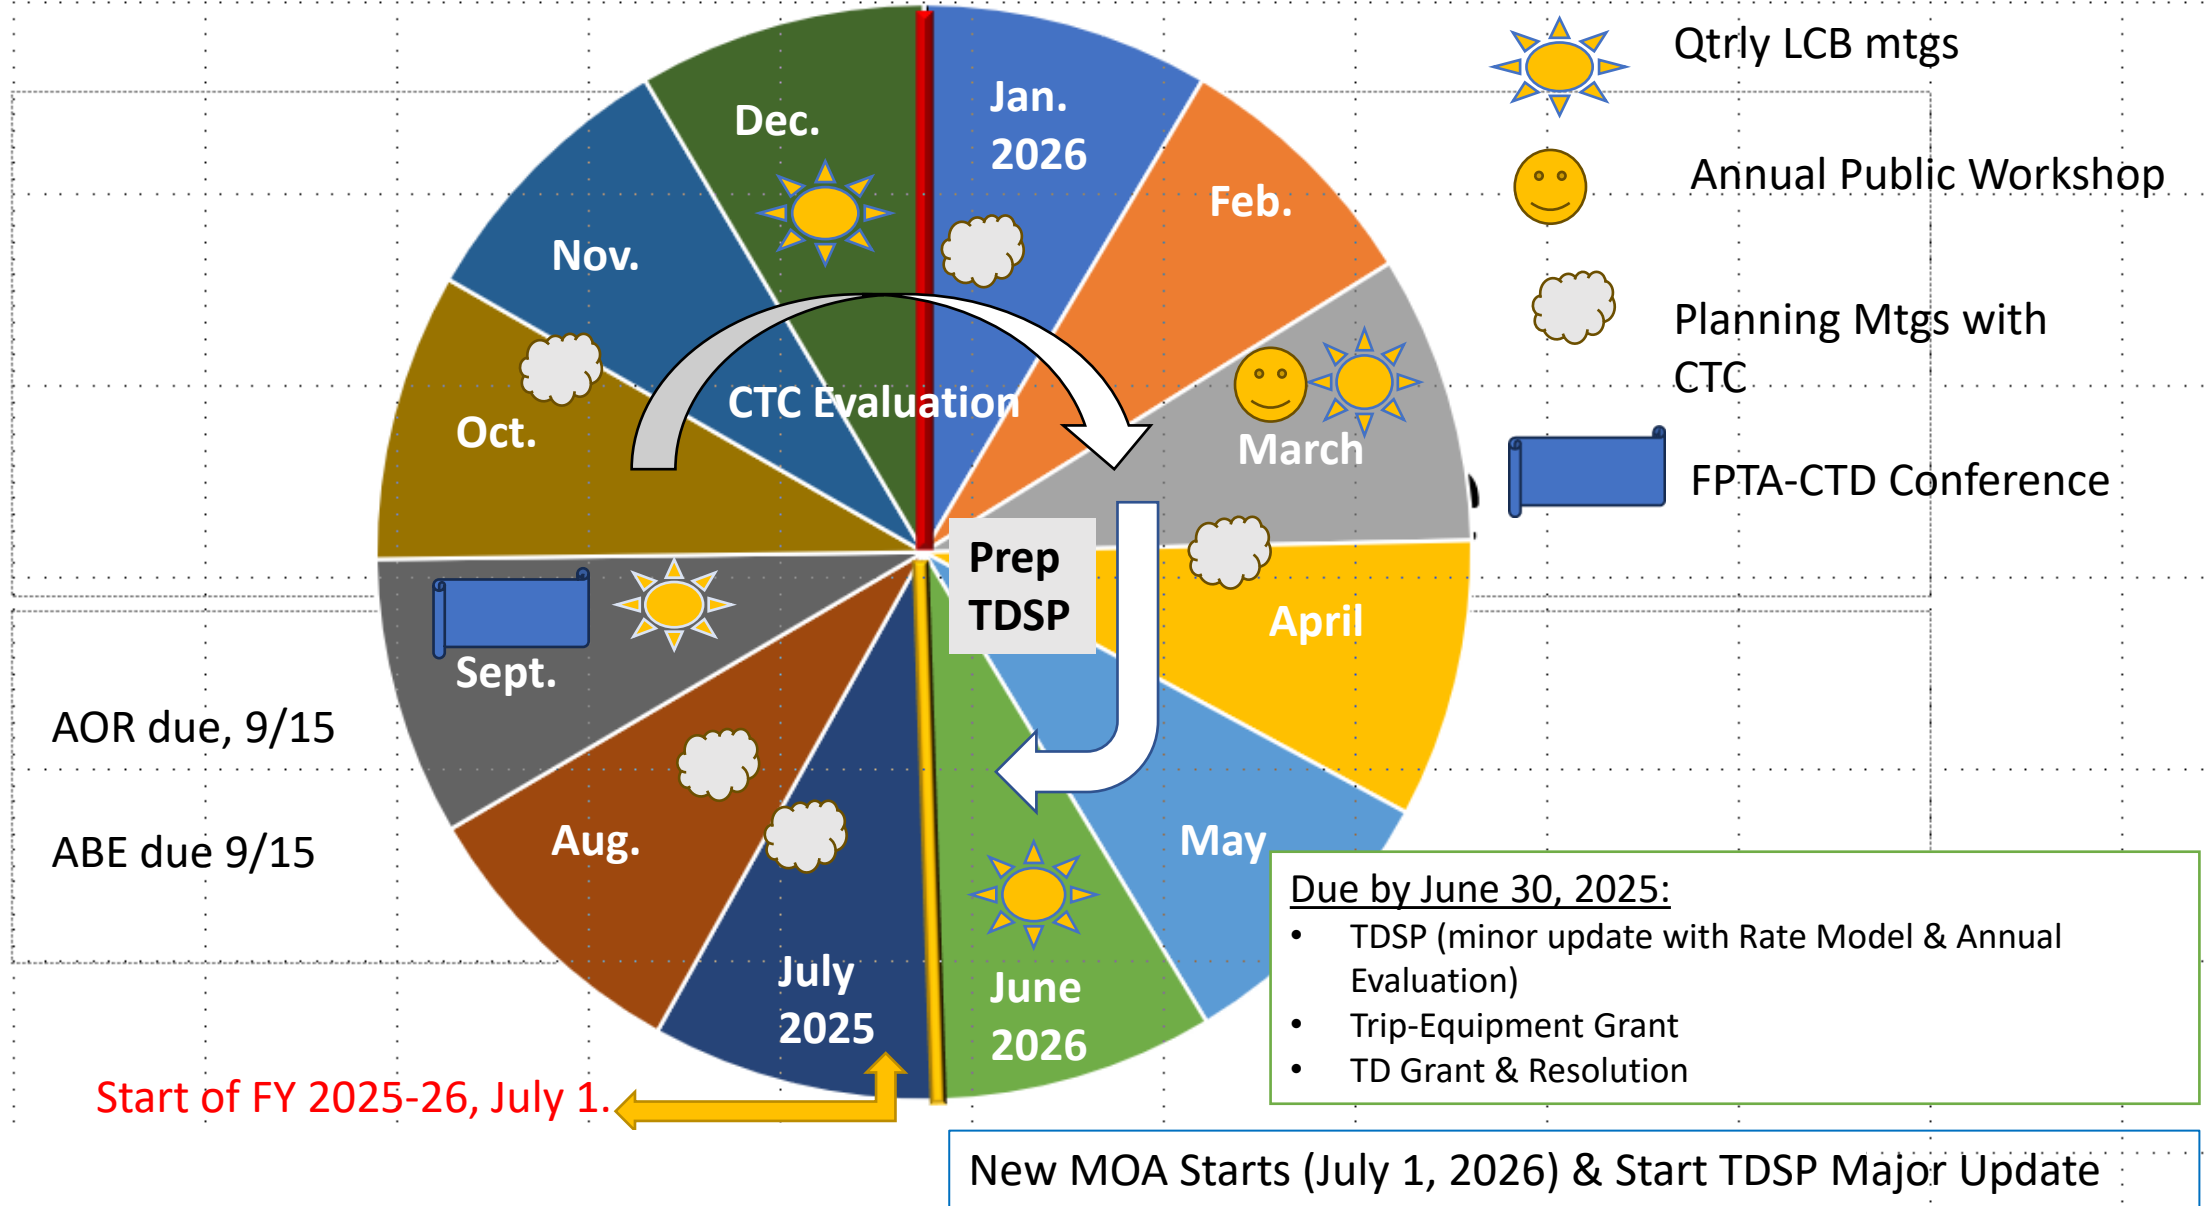 Qtrly LCB mtgs
Annual Public Workshop
Planning Mtgs with
CTC
FPTA-CTD Conference
Jan.
2026
Feb.
March
April
May
June
2026
July
2025
Aug.
Sept.
Oct.
Nov.
Dec.
CTC Evaluation
Prep
TDSP
AOR due, 9/15
ABE due 9/15
Start of FY 2025-26, July 1.
Due by June 30, 2025:
• TDSP (minor update with Rate Model & Annual
Evaluation)
• Trip-Equipment Grant
• TD Grant & Resolution
New MOA Starts (July 1, 2026) & Start TDSP Major Update